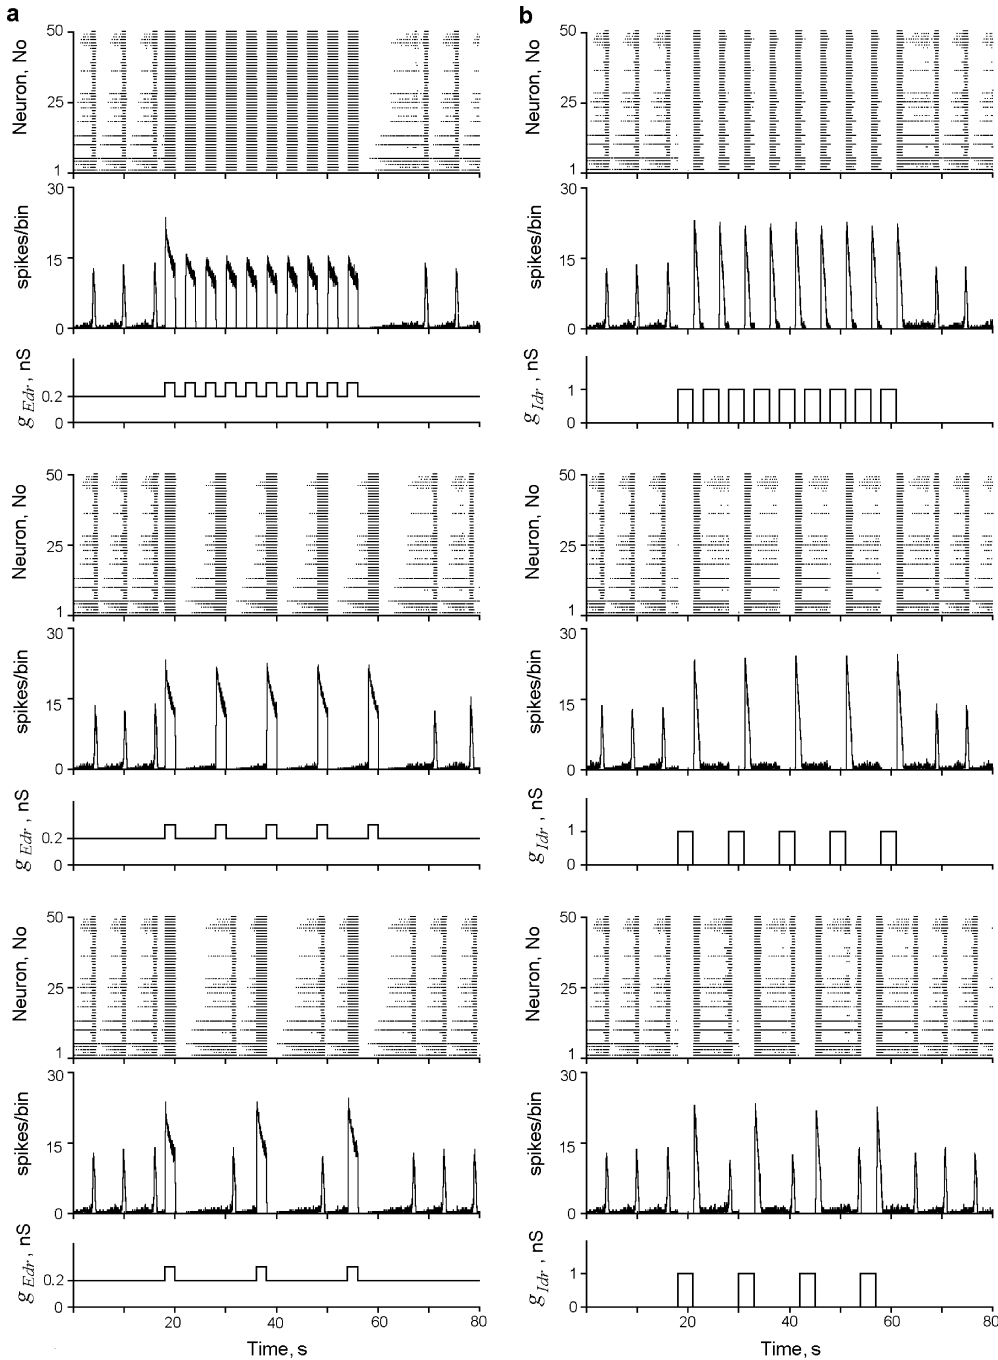 a
50
Neuron, No
25
1
30
spikes/bin
15
0
g Edr , nS
0.2
0
50
Neuron, No
25
1
30
spikes/bin
15
0
g Edr , nS
0.2
0
50
Neuron, No
25
1
30
spikes/bin
15
0
g Edr , nS
0.2
0
20 40 60 80
Time, s
b
50
Neuron, No
25
1
30
spikes/bin
15
0
g Idr , nS
1
0
50
Neuron, No
25
1
30
spikes/bin
15
0
g Idr , nS
1
0
50
Neuron, No
25
1
30
spikes/bin
15
0
g Idr , nS
1
0
20 40 60 80
Time, s